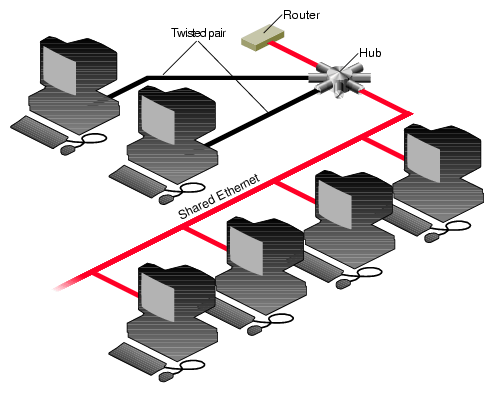 Router
Twisted pair
Hub
Shared Ethernet